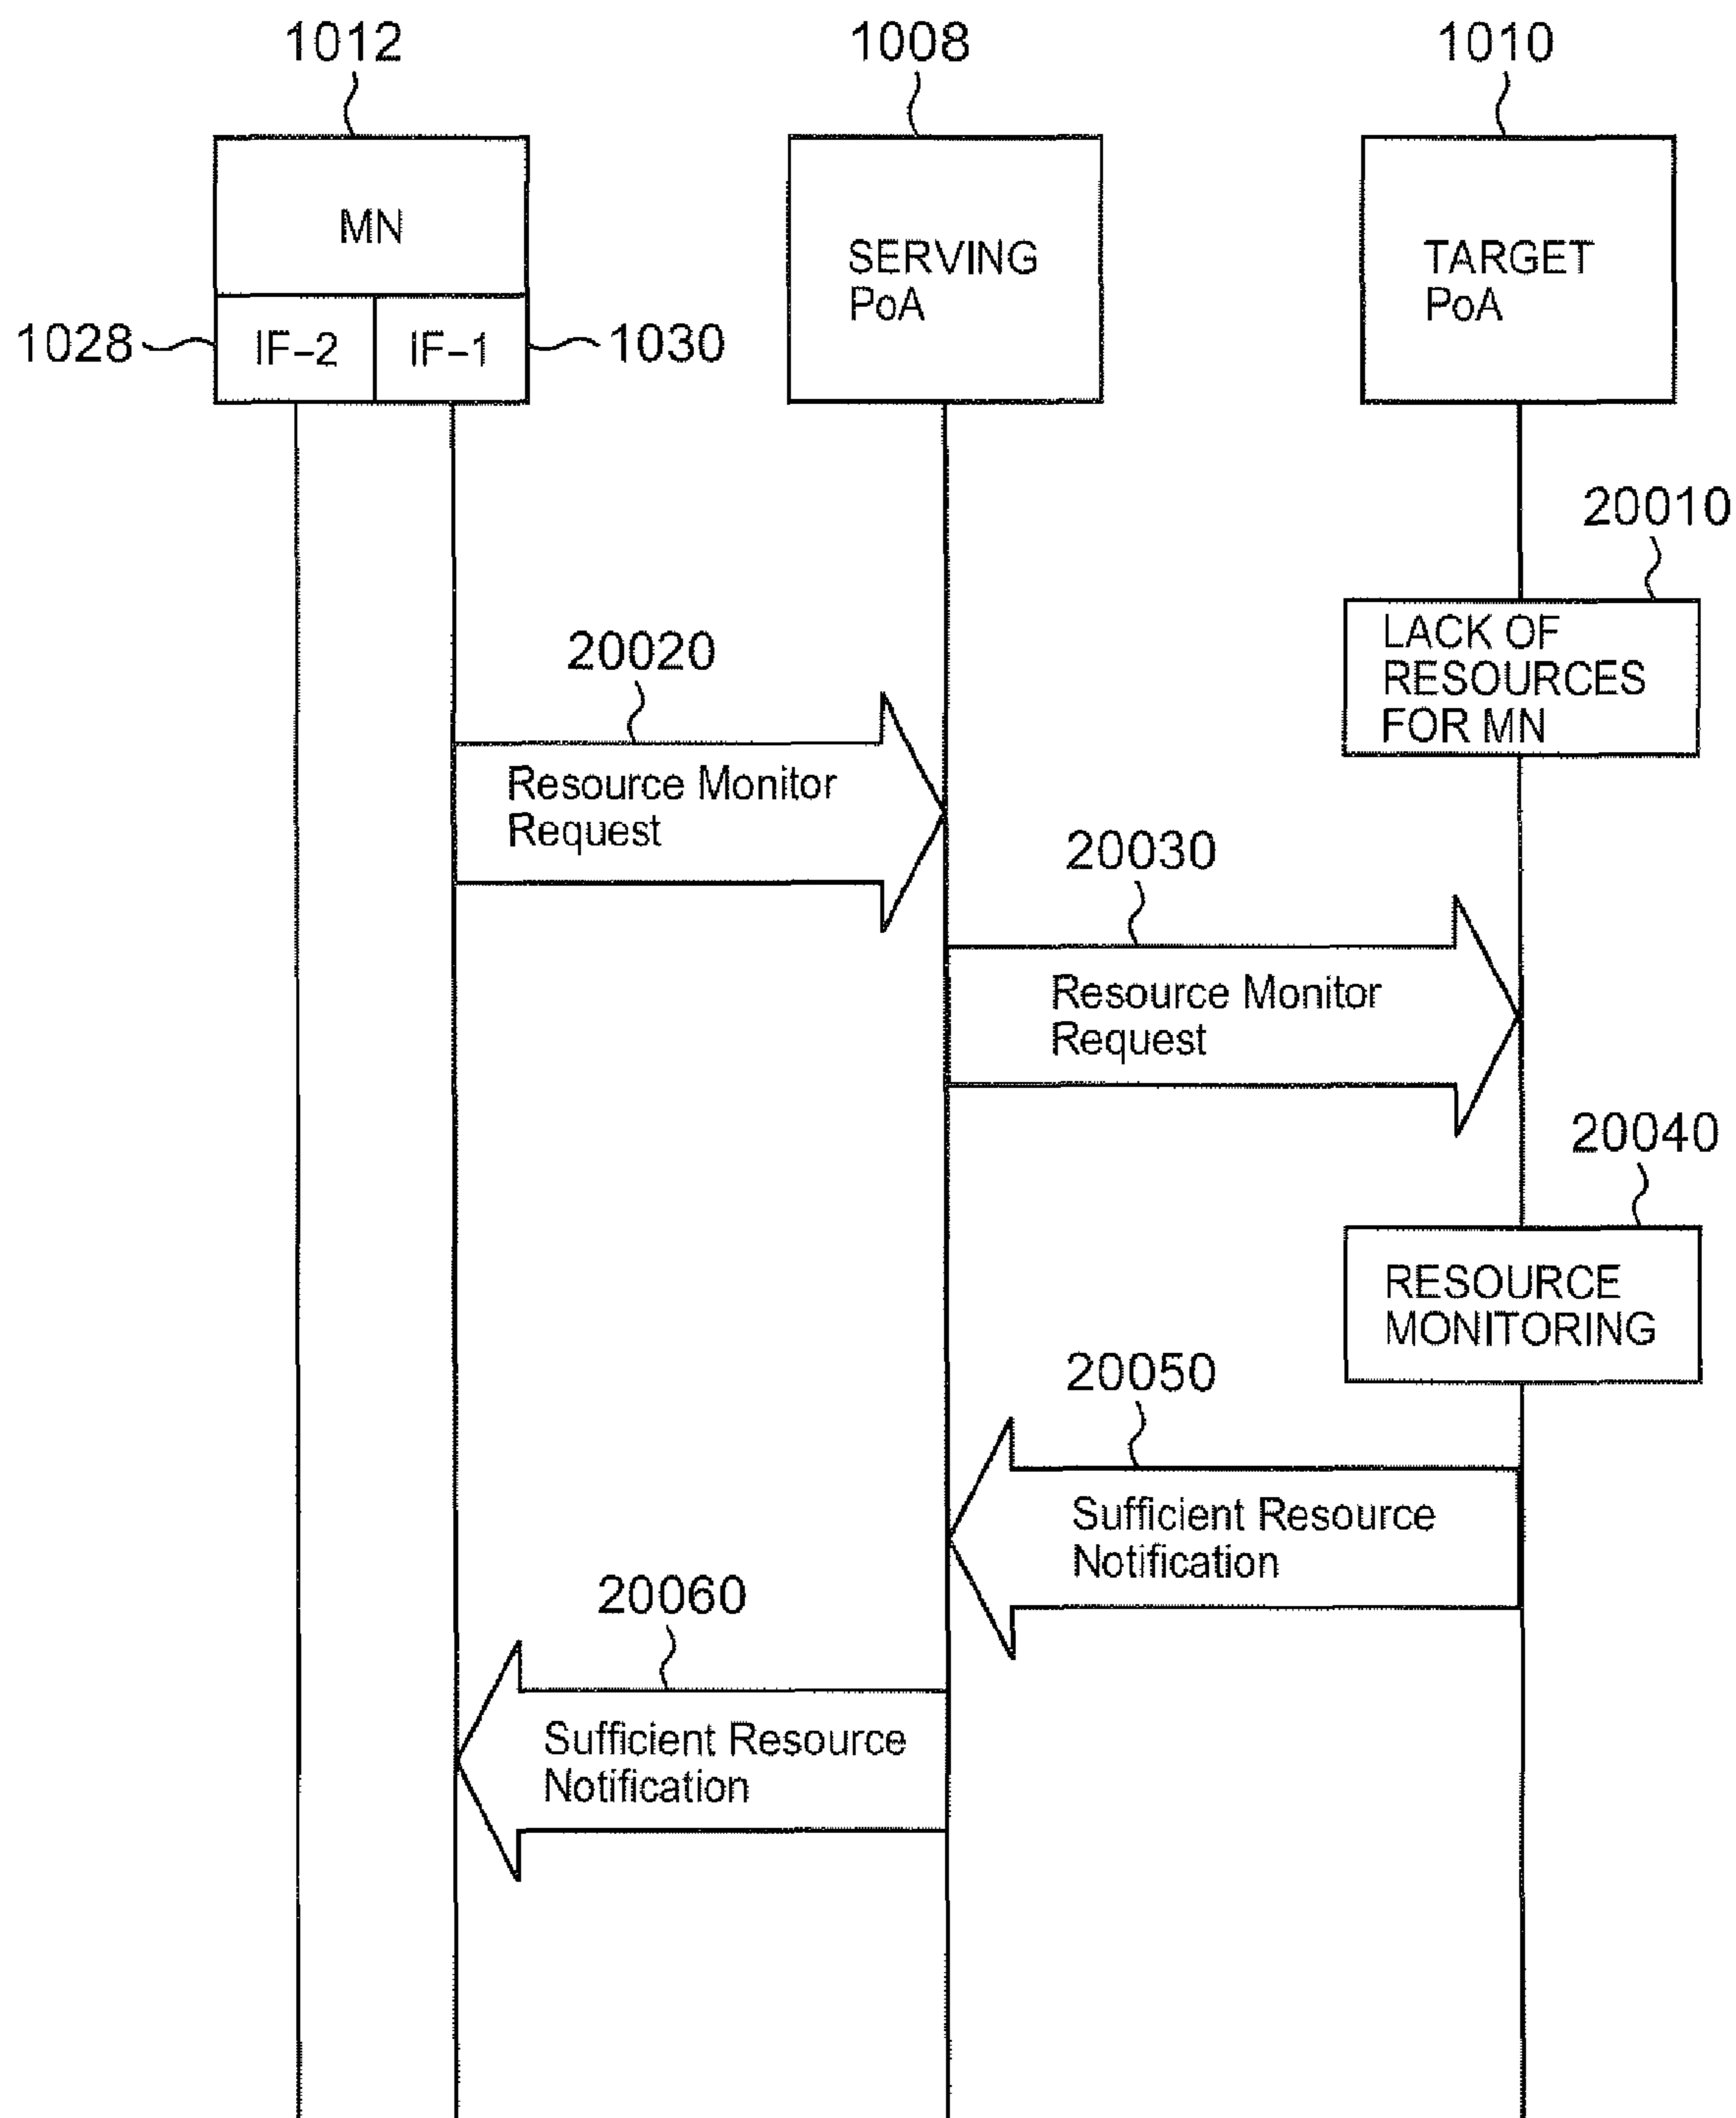 1012
1008
1010
MN
SERVING
PoA
TARGET
PoA
1028
IF-2
IF-1
1030
20010
LACK OF
RESOURCES
FOR MN
20020
Resource Monitor
Request
20030
Resource Monitor
Request
20040
RESOURCE
MONITORING
20050
Sufficient Resource
Notification
20060
Sufficient Resource
Notification